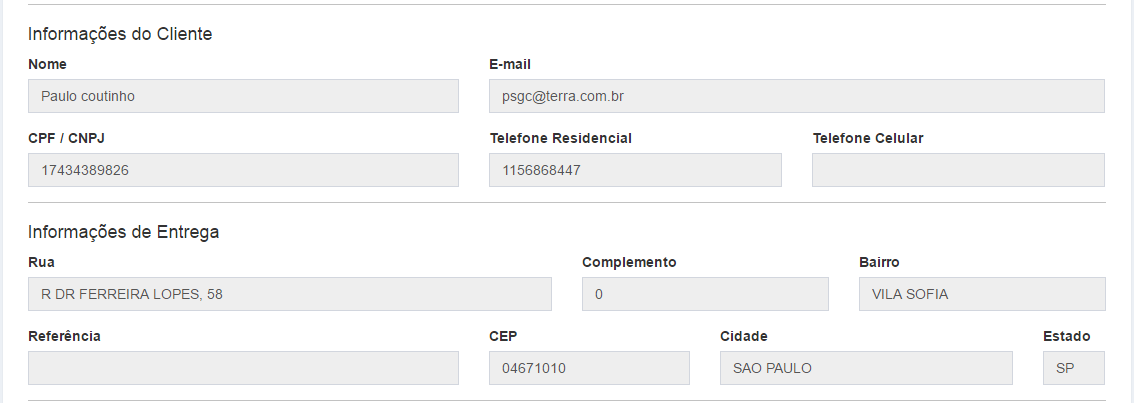 Informações do Cliente
Nome E-mail
Paulo coutinho psgc@terra.com.br
CPF / CNPJ Telefone Residencial Telefone Celular
17434389826 1156868447
Informações de Entrega
Rua Complemento Bairro
R DR FERREIRA LOPES, 58 0 VILA SOFIA
Referência CEP Cidade Estado
04671010 SAO PAULO SP